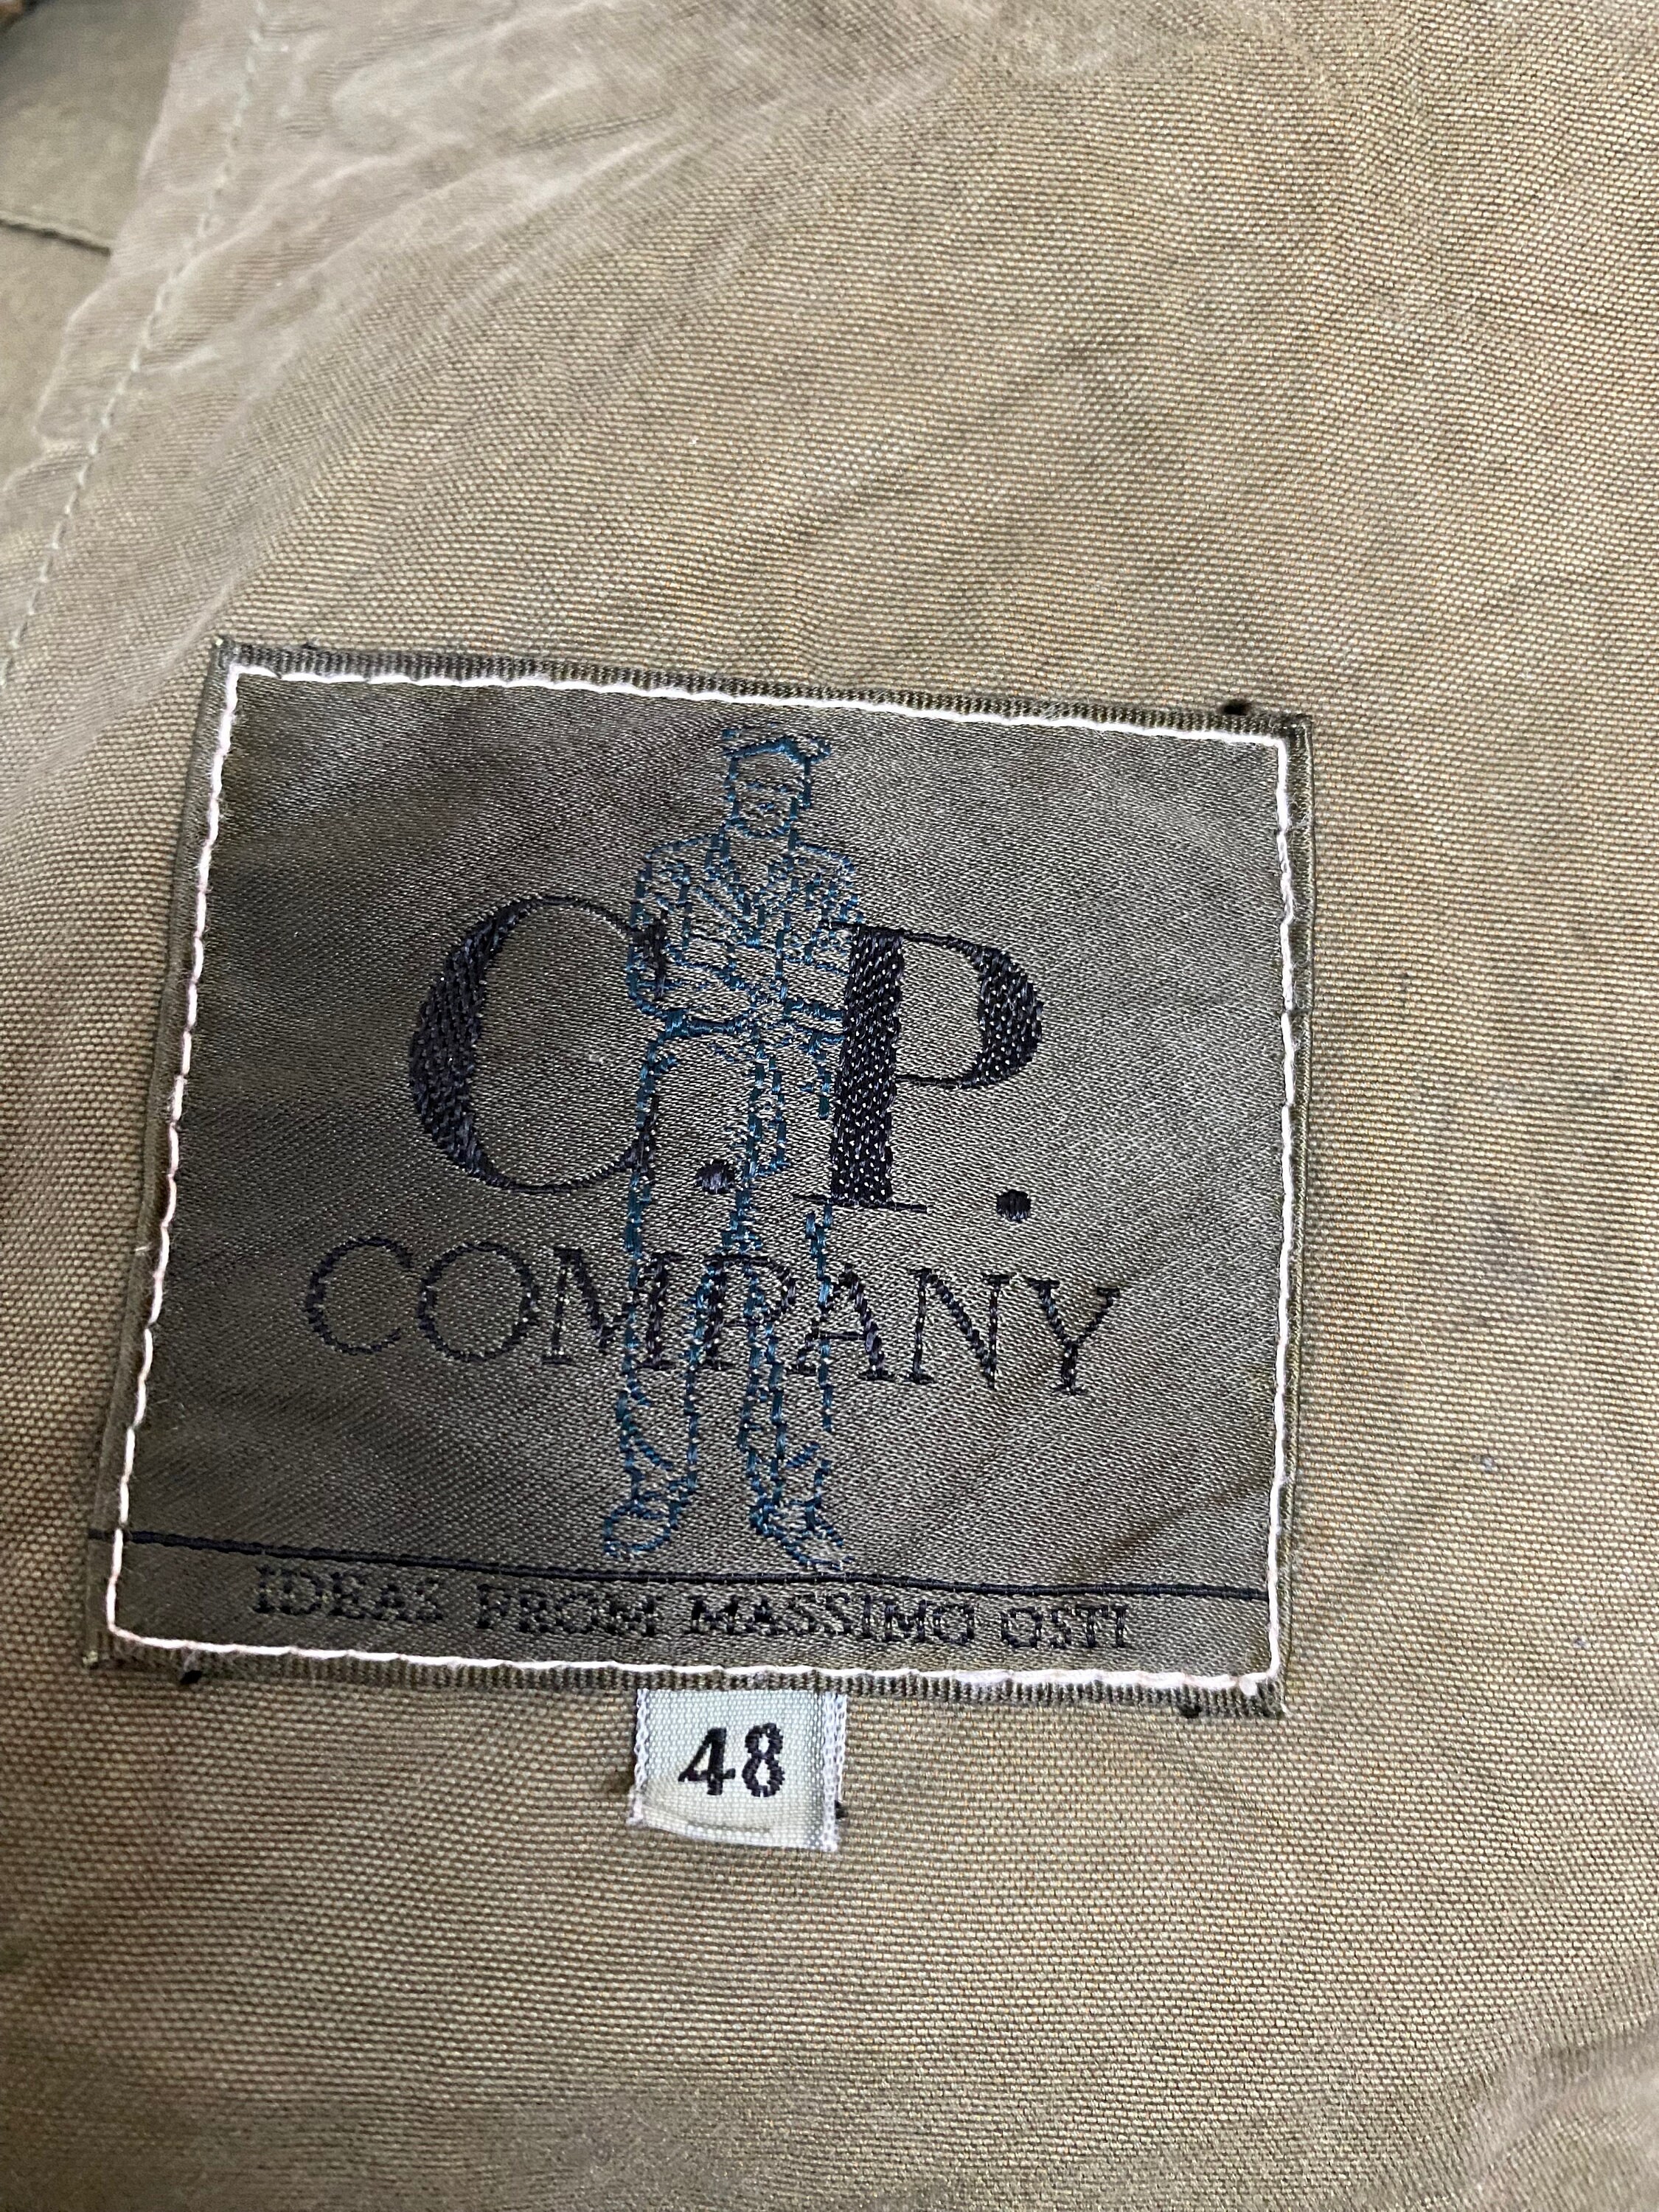 C.P.
COMPANY
IDEAS FROM MASSIMO OSTI
48